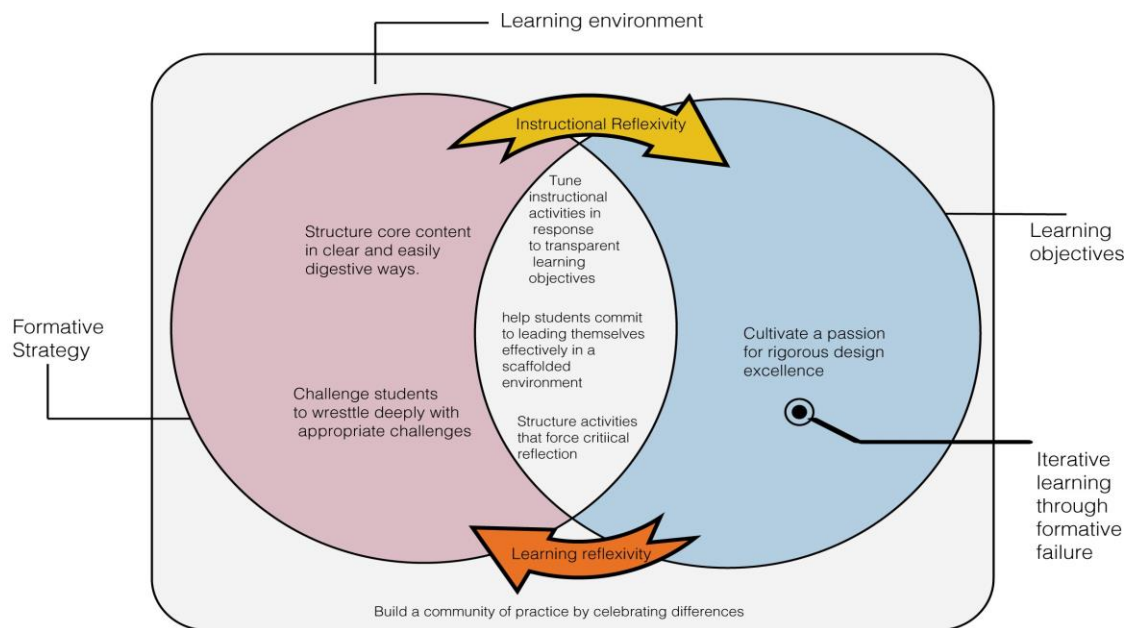 Learning environment
Instructional Reflexivity
Tune
instructional
activities in
response
to transparent
learning
objectives
Structure core content
in clear and easily
digestive ways.
Learning
objectives
help students commit
to leading themselves
effectively in a
scaffolded
environment
Formative
Strategy
Cultivate a passion
for rigorous design
excellence
Challenge students
to wresttle deeply with
appropriate challenges
Structure activities
that force critiical
reflection
Iterative
learning
through
formative
failure
Learning reflexivity
Build a community of practice by celebrating differences